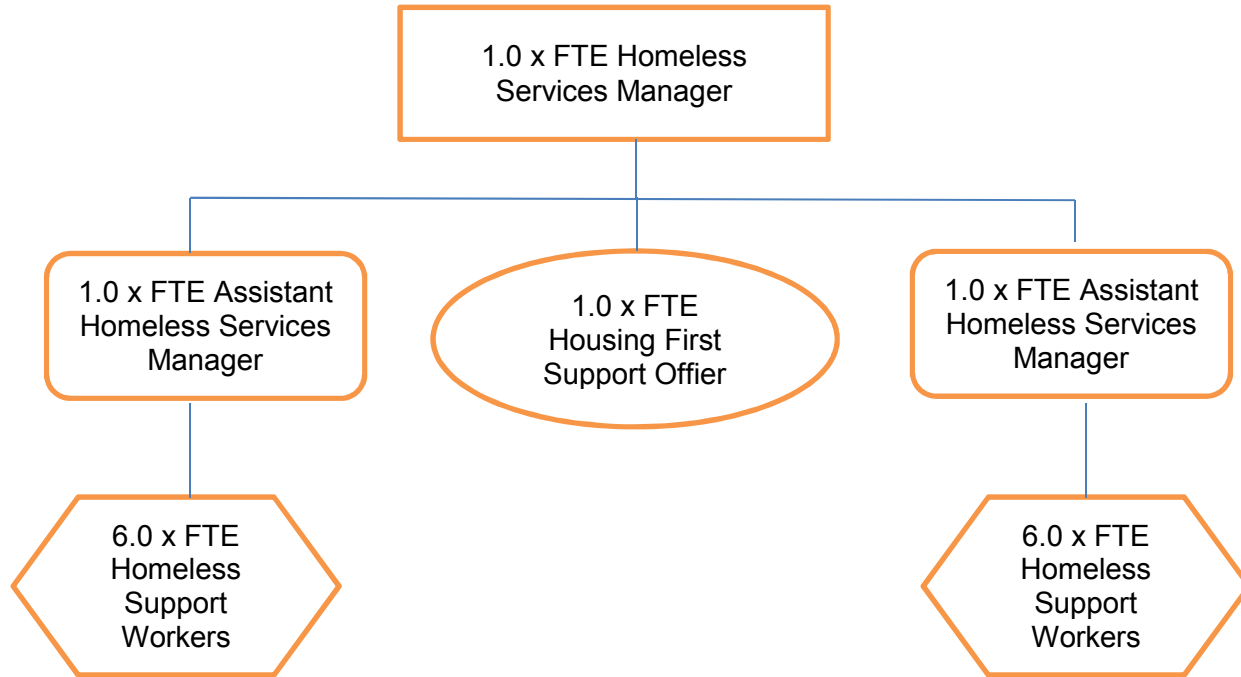 1.0 x FTE Homeless
Services Manager
1.0 x FTE Assistant
Homeless Services
Manager
1.0 x FTE
Housing First
Support Offier
1.0 x FTE Assistant
Homeless Services
Manager
6.0 x FTE
Homeless
Support
Workers
6.0 x FTE
Homeless
Support
Workers